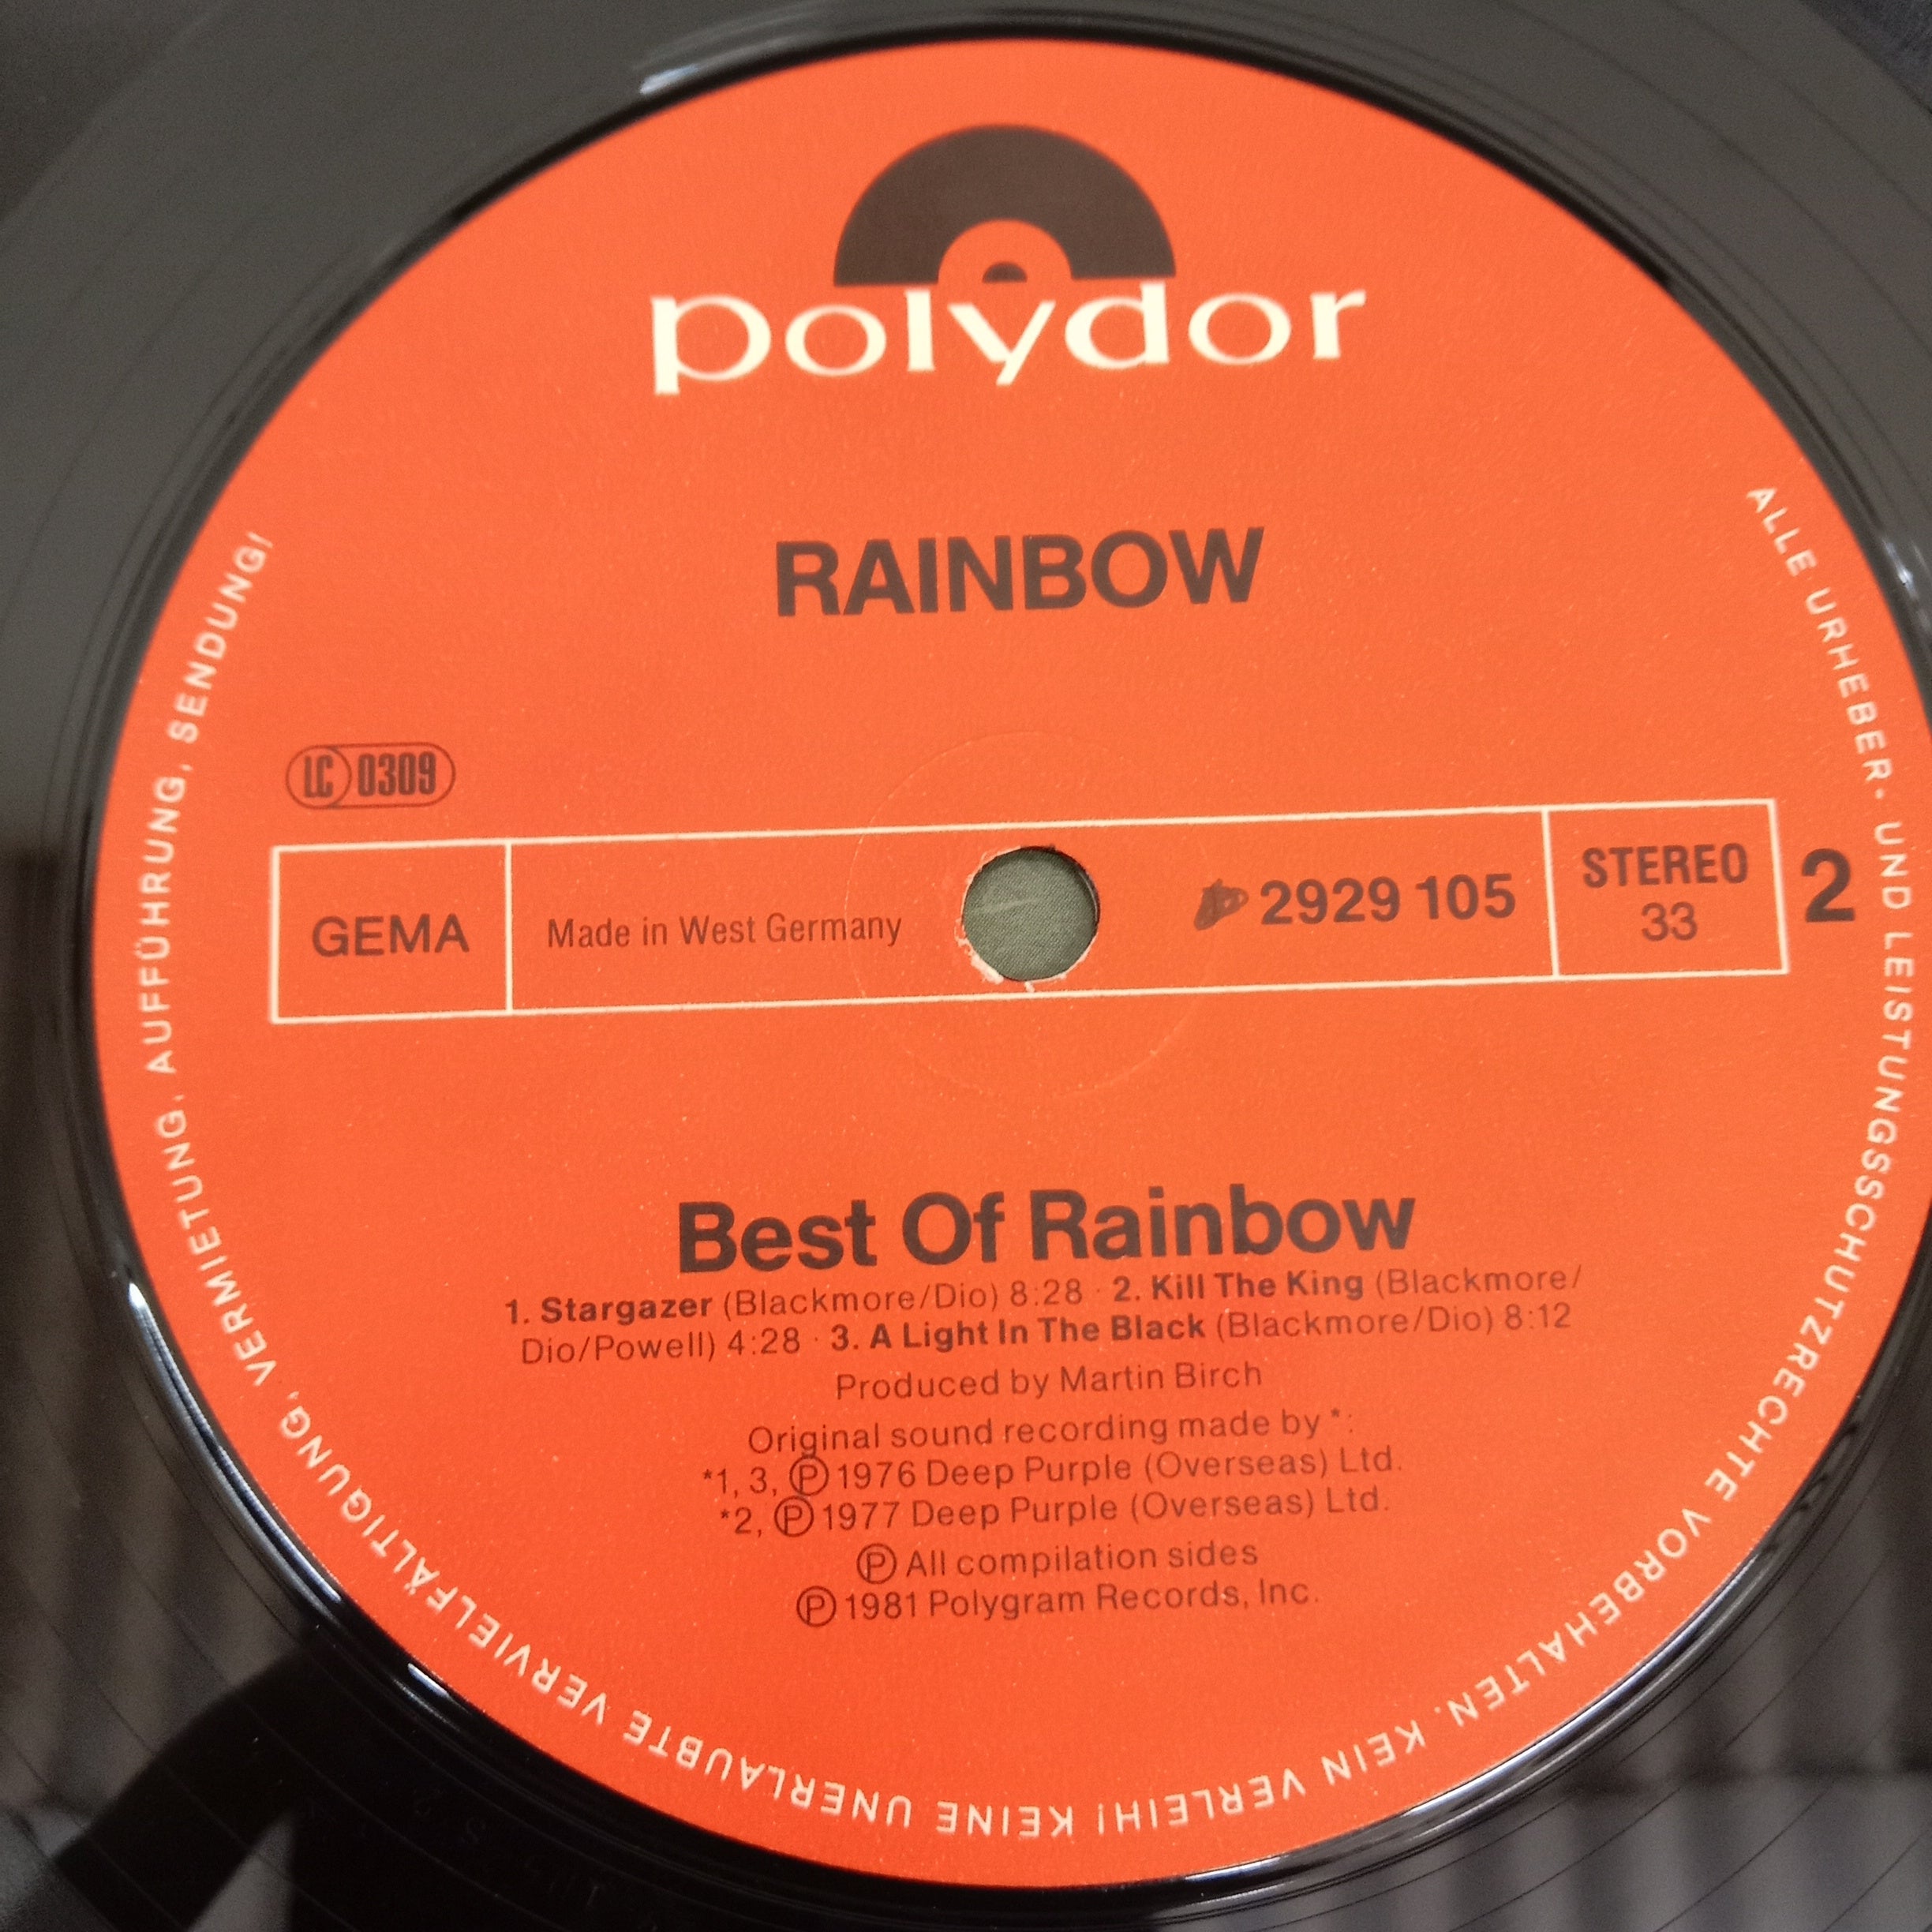 polydor
RAINBOW
LC 0309
GEMA
Made in West Germany
2929 105
STEREO
33
2
Best Of Rainbow
1. Stargazer (Blackmore/Dio) 8:28 · 2. Kill The King (Blackmore/
Dio/Powell) 4:28 · 3. A Light In The Black (Blackmore/Dio) 8:12
Produced by Martin Birch
Original sound recording made by *:
*1, 3, ℗ 1976 Deep Purple (Overseas) Ltd.
*2, ℗ 1977 Deep Purple (Overseas) Ltd.
℗ All compilation sides
℗ 1981 Polygram Records, Inc.
ALLE URHEBER- UND LEISTUNGSSCHUTZRECHTE VORBEHALTEN. KEIN VERLEIH! KEINE UNERLAUBTE VERVIELFÄLTIGUNG, VERMIETUNG, AUFFÜHRUNG, SENDUNG!